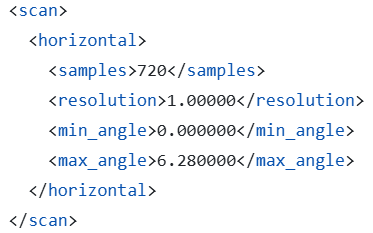 <scan>
<horizontal>
<samples>720</samples>
<resolution>1.00000</resolution>
<min_angle>0.000000</min_angle>
<max_angle>6.280000</max_angle>
</horizontal>
</scan>